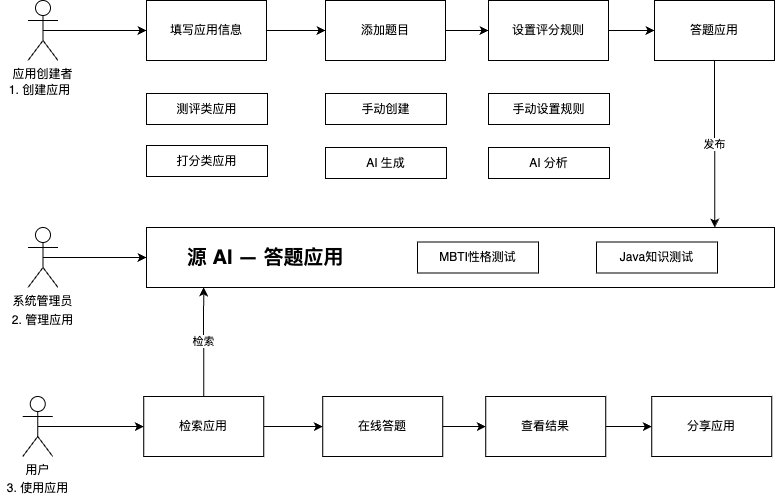 填写应用信息
添加题目
设置评分规则
答题应用
应用创建者
1. 创建应用
测评类应用
手动创建
手动设置规则
打分类应用
AI 生成
AI 分析
发布
源 AI — 答题应用
MBTI性格测试
Java知识测试
系统管理员
2. 管理应用
检索
检索应用
在线答题
查看结果
分享应用
用户
3. 使用应用